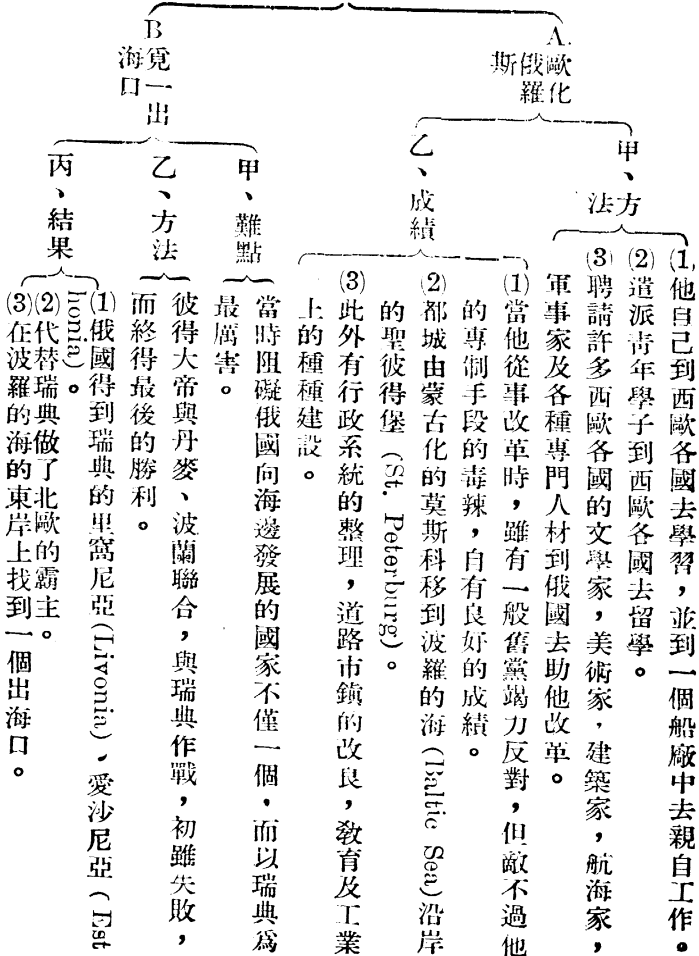 A.歐化
俄羅
斯
甲、方
法
(1)他自己到西歐各國去學習，並到一個船廠中去親自工作。
(2)遣派靑年學子到西歐各國去留學。
(3)聘請許多西歐各國的文學家，美術家，建築家，航海家，
軍事家及各種專門人材到俄國去助他改革。
乙、成績
(1)當他從事改革時，雖有一般舊黨竭力反對，但敵不過他
的專制手段的毒辣，自有良好的成績。
(2)都城由蒙古化的莫斯科移到波羅的海(Baltic Sea)沿岸
的聖彼得堡 (St. Peterburg)。
(3)此外有行政系統的整理，道路市鎮的改良，敎育及工業
上的種種建設。
B覓一出
海口
甲、難點
當時阻礙俄國向海邊發展的國家不僅一個，而以瑞典爲
最厲害。
乙、方法
彼得大帝與丹麥、波蘭聯合，與瑞典作戰，初雖失敗，
而終得最後的勝利。
丙、結果
(1)俄國得到瑞典的里窩尼亞(Livonia)，愛沙尼亞(Est
honia)。
(2)代替瑞典做了北歐的霸主。
(3)在波羅的海的東岸上找到一個出海口。